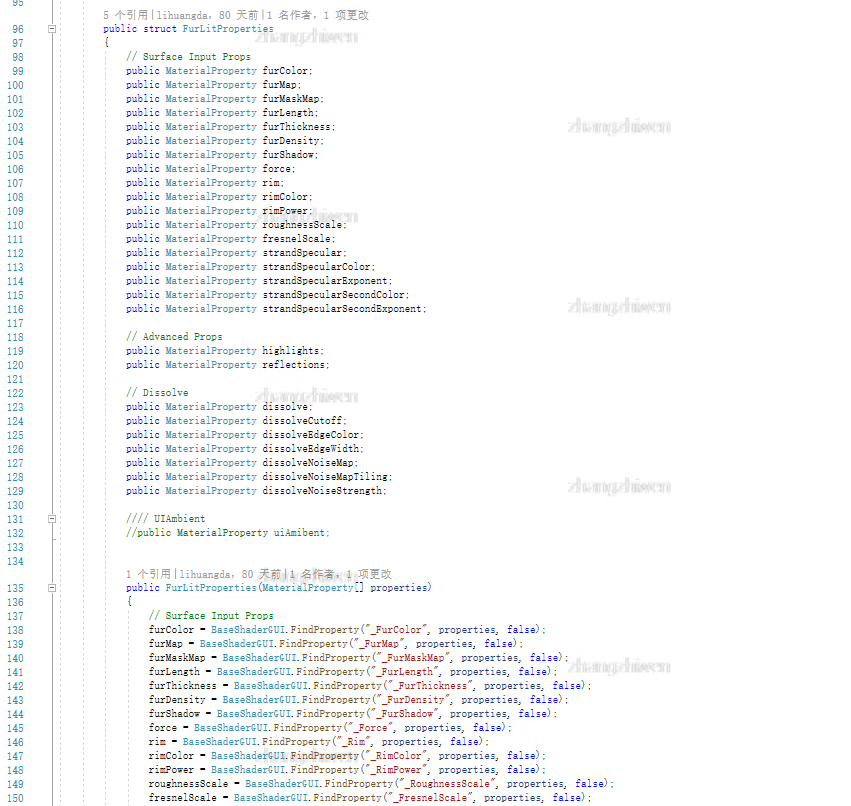 95
5 个引用|lihuangda，80 天前|1 名作者，1 项更改
96 public struct FurLitProperties
97 {
98 // Surface Input Props
99 public MaterialProperty furColor;
100 public MaterialProperty furMap;
101 public MaterialProperty furMaskMap;
102 public MaterialProperty furLength;
103 public MaterialProperty furThickness;
104 public MaterialProperty furDensity;
105 public MaterialProperty furShadow;
106 public MaterialProperty force;
107 public MaterialProperty rim;
108 public MaterialProperty rimColor;
109 public MaterialProperty rimPower;
110 public MaterialProperty roughnessScale;
111 public MaterialProperty fresnelScale;
112 public MaterialProperty strandSpecular;
113 public MaterialProperty strandSpecularColor;
114 public MaterialProperty strandSpecularExponent;
115 public MaterialProperty strandSpecularSecondColor;
116 public MaterialProperty strandSpecularSecondExponent;
117
118 // Advanced Props
119 public MaterialProperty highlights;
120 public MaterialProperty reflections;
121
122 // Dissolve
123 public MaterialProperty dissolve;
124 public MaterialProperty dissolveCutoff;
125 public MaterialProperty dissolveEdgeColor;
126 public MaterialProperty dissolveEdgeWidth;
127 public MaterialProperty dissolveNoiseMap;
128 public MaterialProperty dissolveNoiseMapTiling;
129 public MaterialProperty dissolveNoiseStrength;
130
131 //// UIAmbient
132 //public MaterialProperty uiAmibent;
133
134
1 个引用|lihuangda，80 天前|1 名作者，1 项更改
135 public FurLitProperties(MaterialProperty[] properties)
136 {
137 // Surface Input Props
138 furColor = BaseShaderGUI.FindProperty("_FurColor", properties, false);
139 furMap = BaseShaderGUI.FindProperty("_FurMap", properties, false);
140 furMaskMap = BaseShaderGUI.FindProperty("_FurMaskMap", properties, false);
141 furLength = BaseShaderGUI.FindProperty("_FurLength", properties, false);
142 furThickness = BaseShaderGUI.FindProperty("_FurThickness", properties, false);
143 furDensity = BaseShaderGUI.FindProperty("_FurDensity", properties, false);
144 furShadow = BaseShaderGUI.FindProperty("_FurShadow", properties, false);
145 force = BaseShaderGUI.FindProperty("_Force", properties, false);
146 rim = BaseShaderGUI.FindProperty("_Rim", properties, false);
147 rimColor = BaseShaderGUI.FindProperty("_RimColor", properties, false);
148 rimPower = BaseShaderGUI.FindProperty("_RimPower", properties, false);
149 roughnessScale = BaseShaderGUI.FindProperty("_RoughnessScale", properties, false);
150 fresnelScale = BaseShaderGUI.FindProperty("_FresnelScale", properties, false);